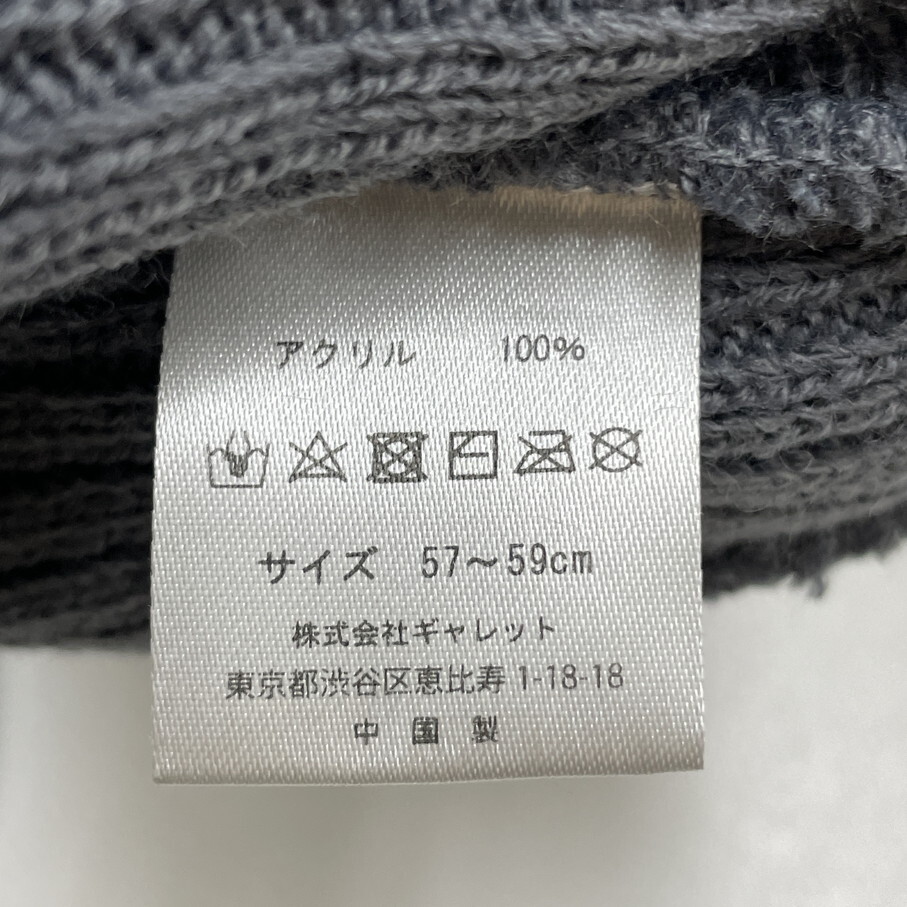 アクリル 100%
サイズ 57～59cm
株式会社ギャレット
東京都渋谷区恵比寿 1-18-18
中国製